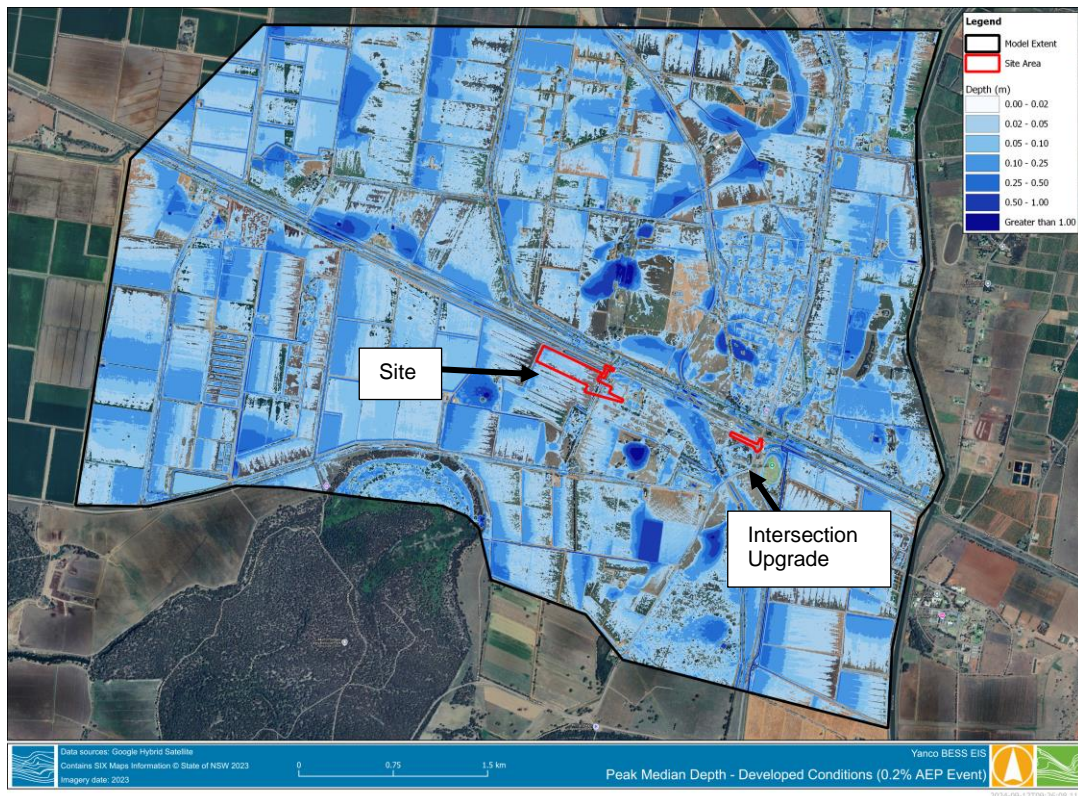 Legend
Model Extent
Site Area
Depth (m)
0.00 - 0.02
0.02 - 0.05
0.05 - 0.10
0.10 - 0.25
0.25 - 0.50
0.50 - 1.00
Greater than 1.00
Site
Intersection
Upgrade
Data sources: Google Hybrid Satellite
Contains SIX Maps Information © State of NSW 2023
Imagery date: 2023
0 0.75 1.5 km
Yanco BESS EIS
Peak Median Depth - Developed Conditions (0.2% AEP Event)